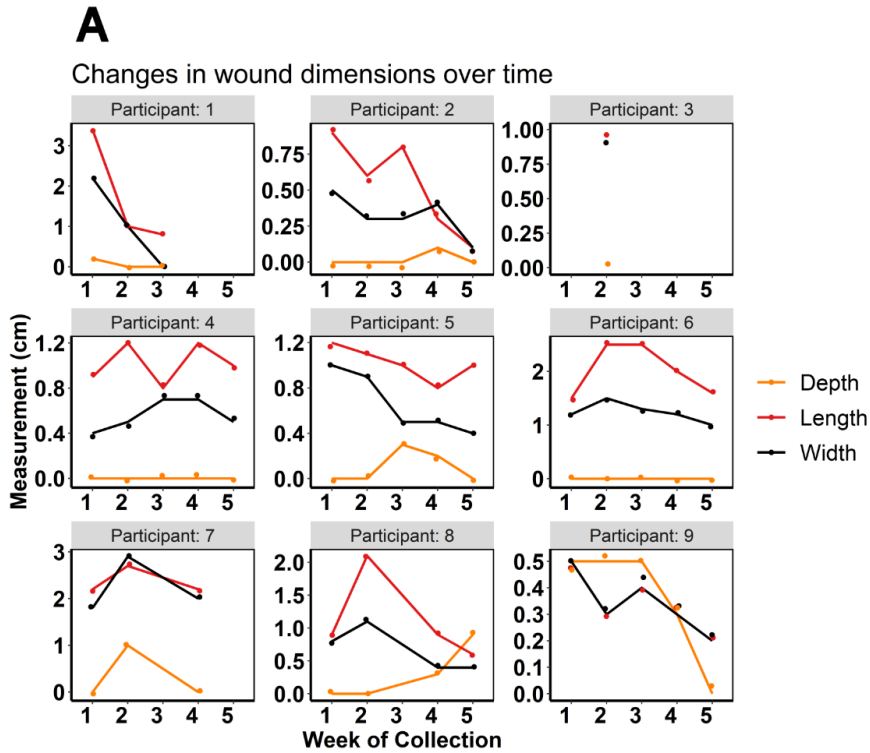 A
Changes in wound dimensions over time
Participant: 1
Participant: 2
Participant: 3
3
2
1
0
1 2 3 4 5
0.75
0.50
0.25
0.00
1 2 3 4 5
1.00
0.75
0.50
0.25
0.00
1 2 3 4 5
Measurement (cm)
Participant: 4
Participant: 5
Participant: 6
1.2
0.8
0.4
0.0
1 2 3 4 5
1.2
0.8
0.4
0.0
1 2 3 4 5
2
1
0
1 2 3 4 5
Depth
Length
Width
Participant: 7
Participant: 8
Participant: 9
3
2
1
0
1 2 3 4 5
2.0
1.5
1.0
0.5
0.0
1 2 3 4 5
0.5
0.4
0.3
0.2
0.1
0.0
1 2 3 4 5
Week of Collection